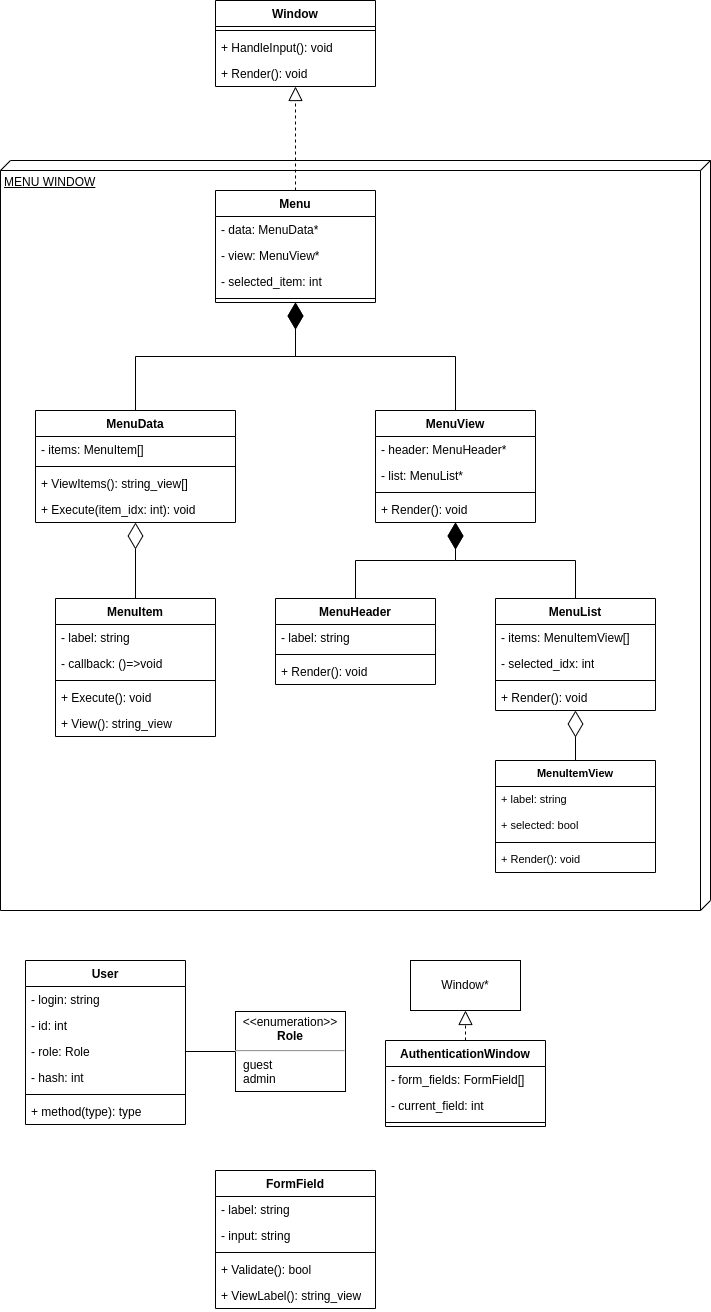 Window
+ HandleInput(): void
+ Render(): void
MENU WINDOW
Menu
- data: MenuData*
- view: MenuView*
- selected_item: int
MenuData
- items: MenuItem[]
+ ViewItems(): string_view[]
+ Execute(item_idx: int): void
MenuView
- header: MenuHeader*
- list: MenuList*
+ Render(): void
MenuItem
- label: string
- callback: ()=>void
+ Execute(): void
+ View(): string_view
MenuHeader
- label: string
+ Render(): void
MenuList
- items: MenuItemView[]
- selected_idx: int
+ Render(): void
MenuItemView
+ label: string
+ selected: bool
+ Render(): void
User
- login: string
- id: int
- role: Role
- hash: int
+ method(type): type
<<enumeration>>
Role
guest
admin
Window*
AuthenticationWindow
- form_fields: FormField[]
- current_field: int
FormField
- label: string
- input: string
+ Validate(): bool
+ ViewLabel(): string_view